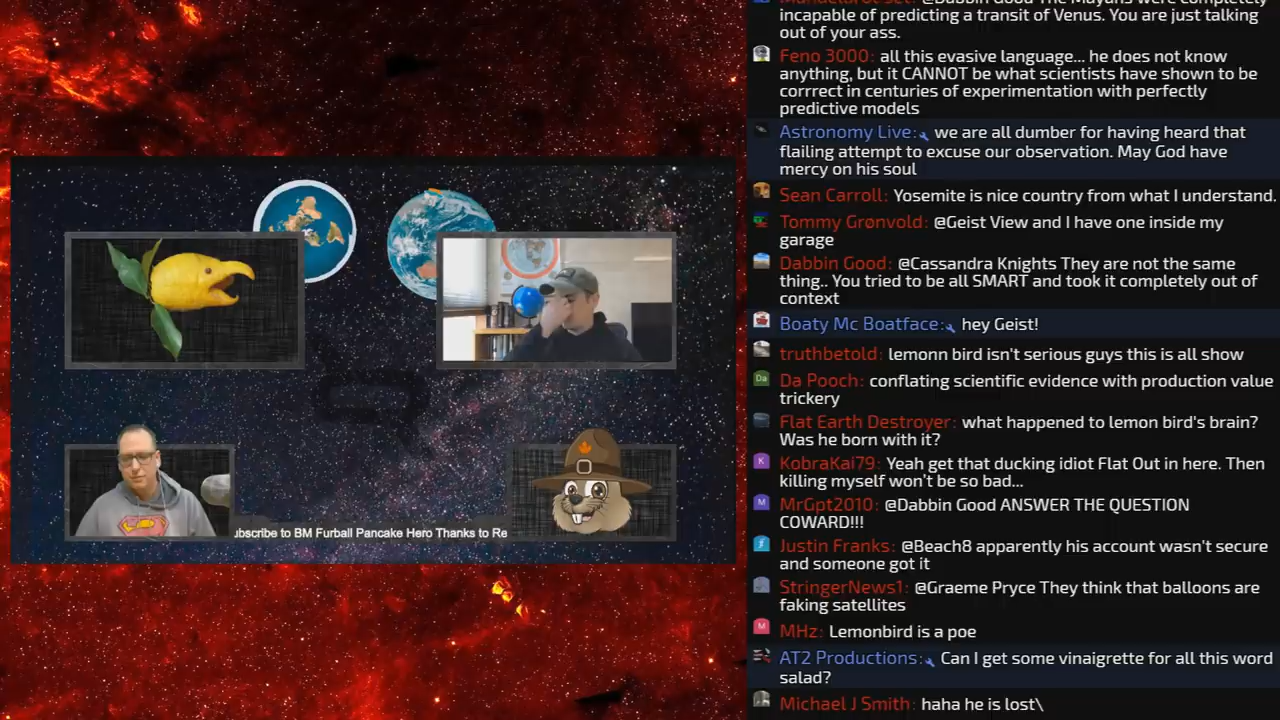 incapable of predicting a transit of Venus. You are just talking
out of your ass.
Feno 3000: all this evasive language... he does not know
anything, but it CANNOT be what scientists have shown to be
corrrect in centuries of experimentation with perfectly
predictive models
Astronomy Live: we are all dumber for having heard that
flailing attempt to excuse our observation. May God have
mercy on his soul
Sean Carroll: Yosemite is nice country from what I understand.
Tommy Grønvold: @Geist View and I have one inside my
garage
Dabbin Good: @Cassandra Knights They are not the same
thing.. You tried to be all SMART and took it completely out of
context
Boaty Mc Boatface: hey Geist!
truthbetold: lemonn bird isn't serious guys this is all show
Da Da Pooch: conflating scientific evidence with production value
trickery
Flat Earth Destroyer: what happened to lemon bird's brain?
Was he born with it?
K KobraKai79: Yeah get that ducking idiot Flat Out in here. Then
killing myself won't be so bad...
M MrGpt2010: @Dabbin Good ANSWER THE QUESTION
COWARD!!!
Justin Franks: @Beach8 apparently his account wasn't secure
and someone got it
StringerNews1: @Graeme Pryce They think that balloons are
faking satellites
M MHz: Lemonbird is a poe
AT2 Productions: Can I get some vinaigrette for all this word
salad?
Michael J Smith: haha he is lost\
ubscribe to BM Furball Pancake Hero Thanks to Re